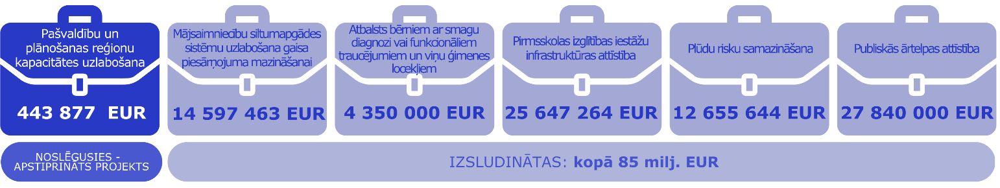 Pašvaldību un
plānošanas reģionu
kapacitātes uzlabošana
443 877 EUR
NOSLĒGUSIES -
APSTIPRINĀTS PROJEKTS
Mājsaimniecību siltumapgādes
sistēmu uzlabošana gaisa
piesārņojuma mazināšanai
14 597 463 EUR
Atbalsts bērniem ar smagu
diagnozi vai funkcionāliem
traucējumiem un viņu ģimenes
locekļiem
4 350 000 EUR
Pirmsskolas izglītības iestāžu
infrastruktūras attīstība
25 647 264 EUR
Plūdu risku samazināšana
12 655 644 EUR
Publiskās ārtelpas attīstība
27 840 000 EUR
IZSLUDINĀTAS: kopā 85 milj. EUR